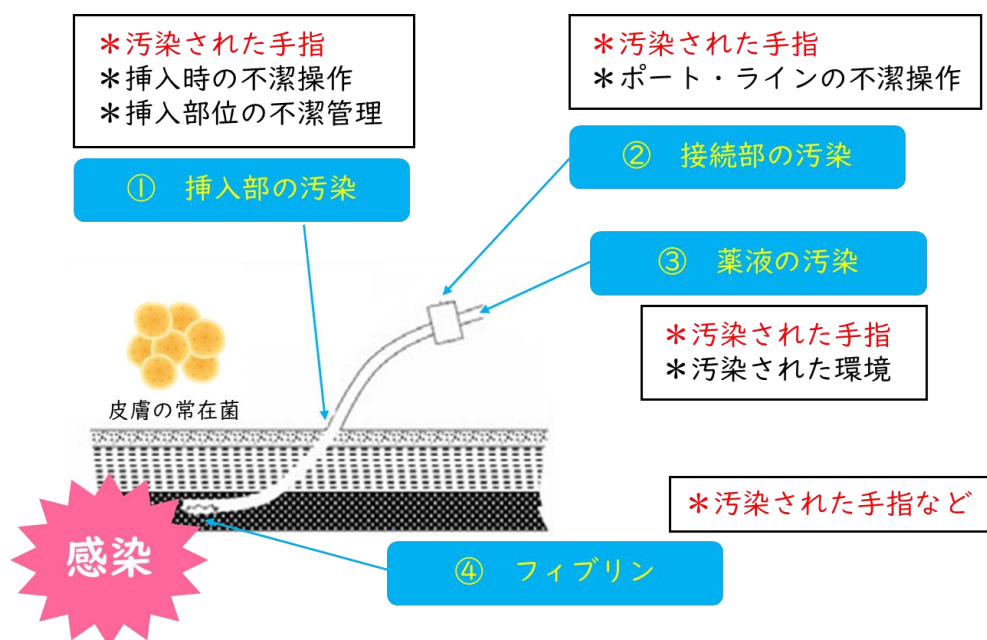 ＊汚染された手指
＊挿入時の不潔操作
＊挿入部位の不潔管理
① 挿入部の汚染
＊汚染された手指
＊ポート・ラインの不潔操作
② 接続部の汚染
③ 薬液の汚染
＊汚染された手指
＊汚染された環境
皮膚の常在菌
＊汚染された手指など
④ フィブリン
感染